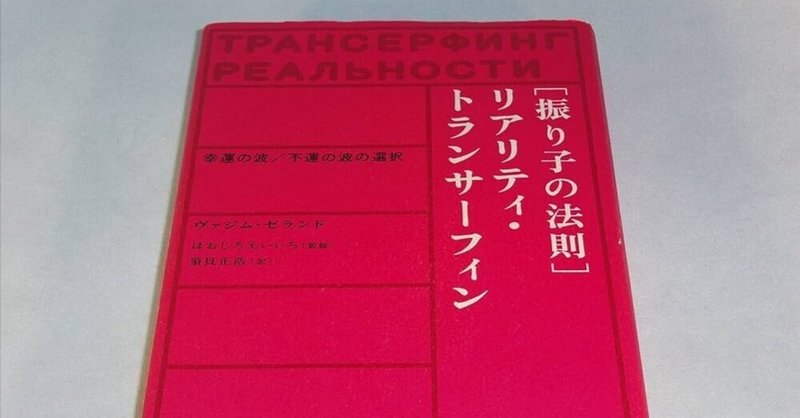 ТРАНСЕРФИНГ
РЕАЛЬНОСТИ
[振り子の法則]
リアリティ・
トランサーフィン
幸運の波/不運の波の選択
ヴァジム・ゼランド
ほおじろえいいち[監修]
須貝正浩[訳]